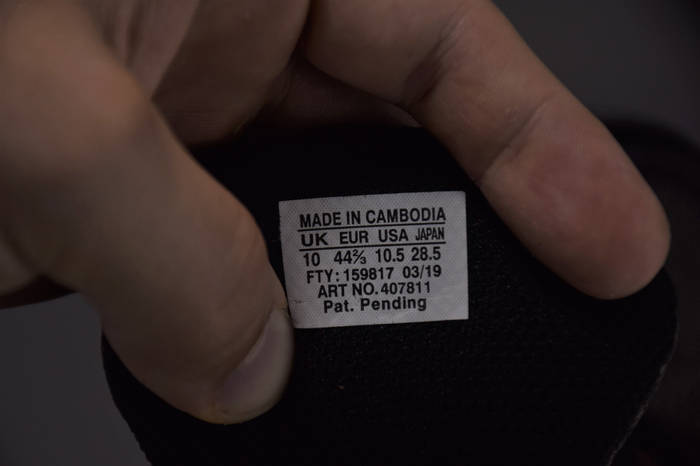 MADE IN CAMBODIA
UK EUR USA JAPAN
10 44⅔ 10.5 28.5
FTY: 159817 03/19
ART NO. 407811
Pat. Pending